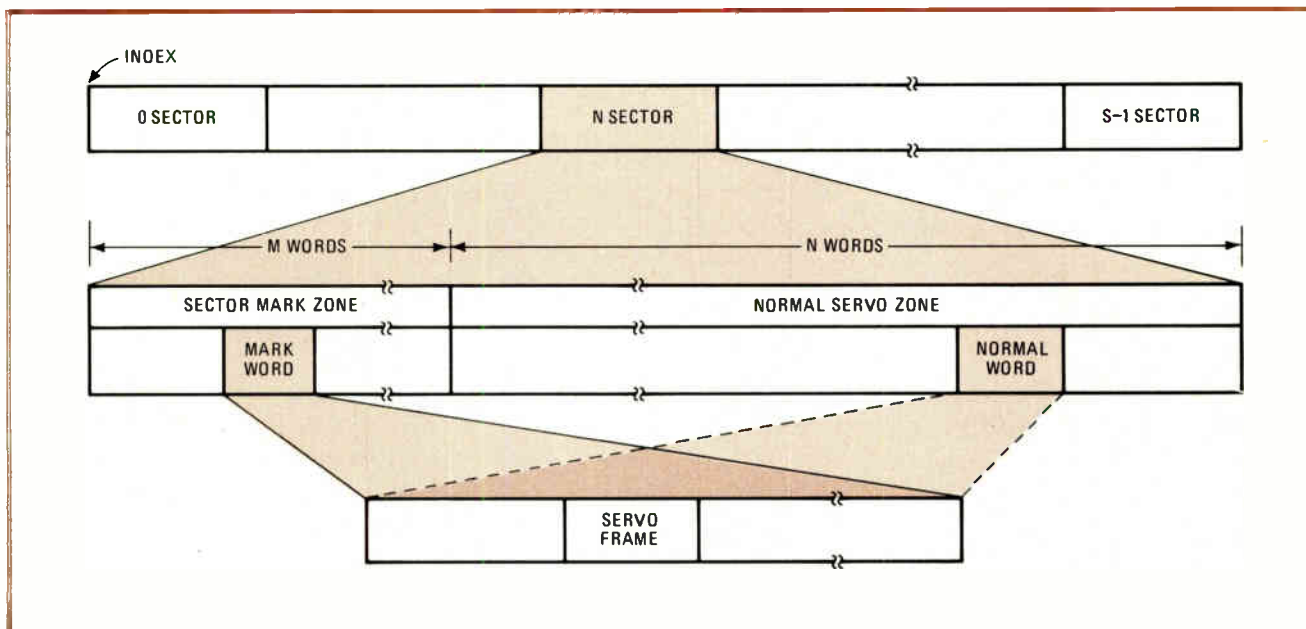 INDEX
0 SECTOR
N SECTOR
S-1 SECTOR
M WORDS
N WORDS
SECTOR MARK ZONE
NORMAL SERVO ZONE
MARK
WORD
NORMAL
WORD
SERVO
FRAME